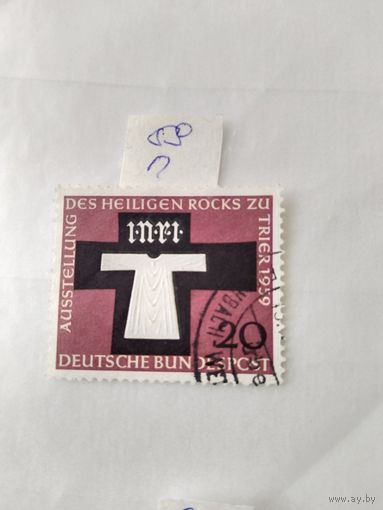 AUSSTELLUNG DES HEILIGEN ROCKS ZU TRIER 1959
i.n.r.i.
20
DEUTSCHE BUNDESPOST
www.ay.by